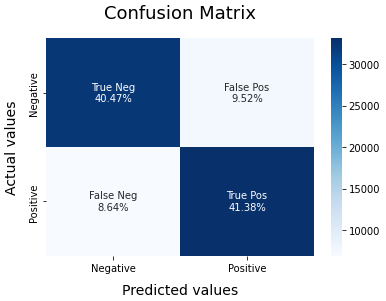 Confusion Matrix
Actual values
Negative
Positive
True Neg
40.47%
False Pos
9.52%
False Neg
8.64%
True Pos
41.38%
Negative
Positive
Predicted values
30000
25000
20000
15000
10000